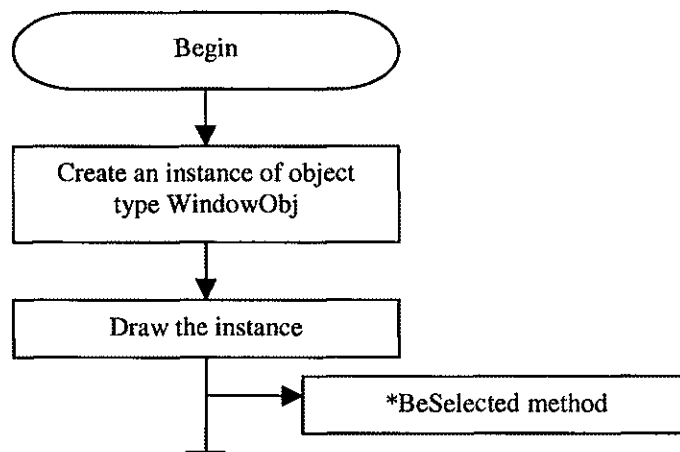 Begin
Create an instance of object
type WindowObj
Draw the instance
*BeSelected method